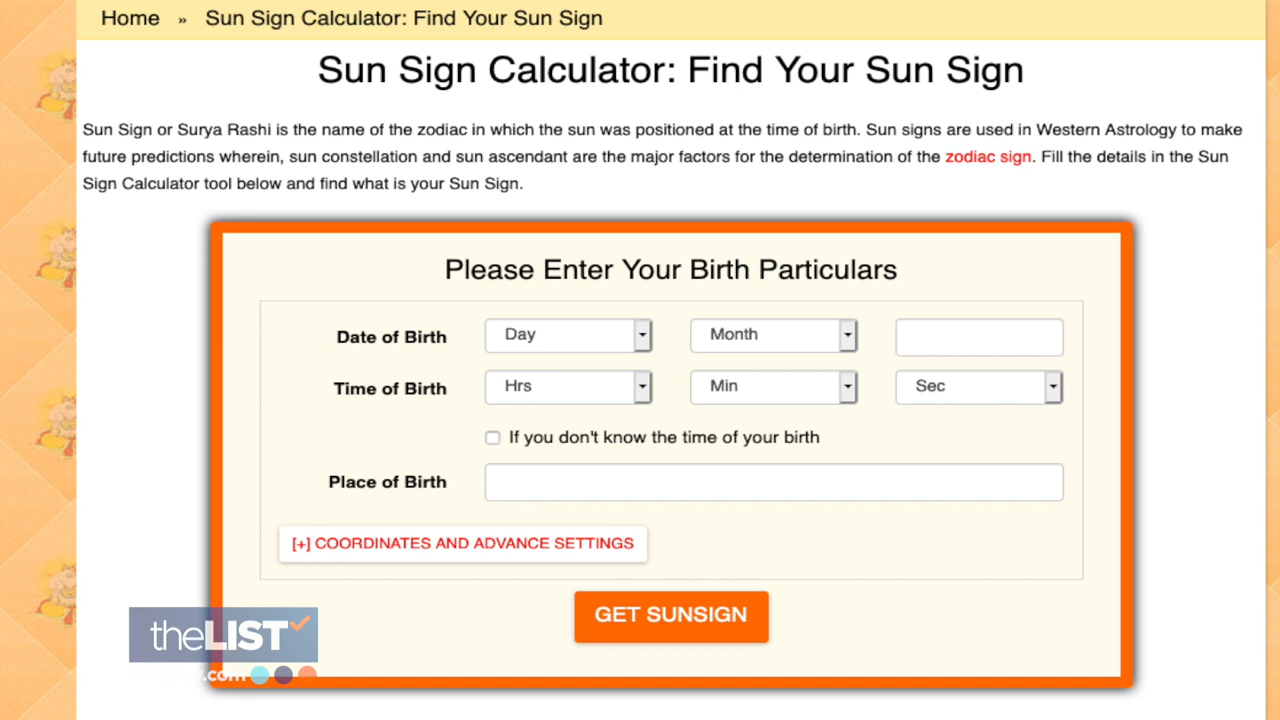 Home » Sun Sign Calculator: Find Your Sun Sign
Sun Sign Calculator: Find Your Sun Sign
Sun Sign or Surya Rashi is the name of the zodiac in which the sun was positioned at the time of birth. Sun signs are used in Western Astrology to make
future predictions wherein, sun constellation and sun ascendant are the major factors for the determination of the zodiac sign. Fill the details in the Sun
Sign Calculator tool below and find what is your Sun Sign.
Please Enter Your Birth Particulars
Date of Birth Day Month
Time of Birth Hrs Min Sec
If you don't know the time of your birth
Place of Birth
[+] COORDINATES AND ADVANCE SETTINGS
GET SUNSIGN
theLIST